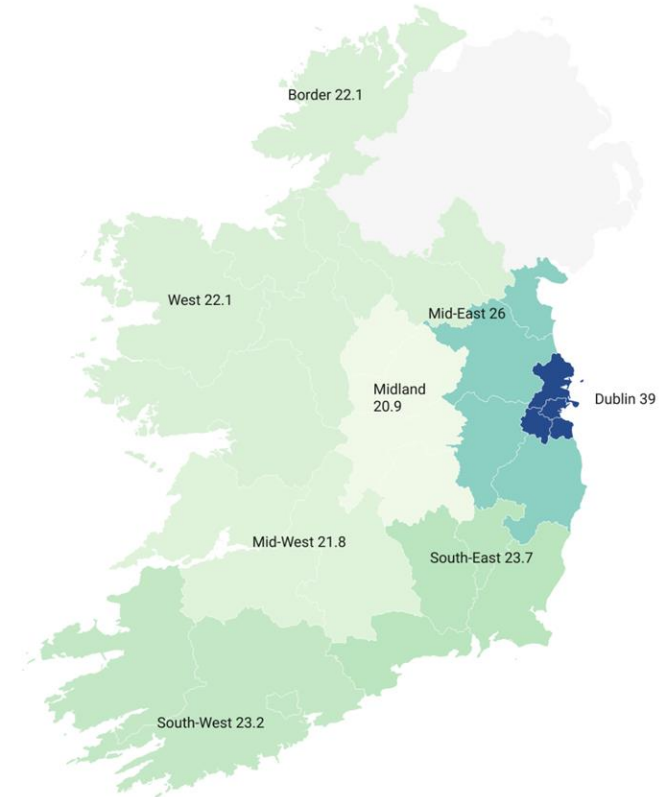 Border 22.1
West 22.1
Mid-East 26
Midland
20.9
Dublin 39
Mid-West 21.8
South-East 23.7
South-West 23.2